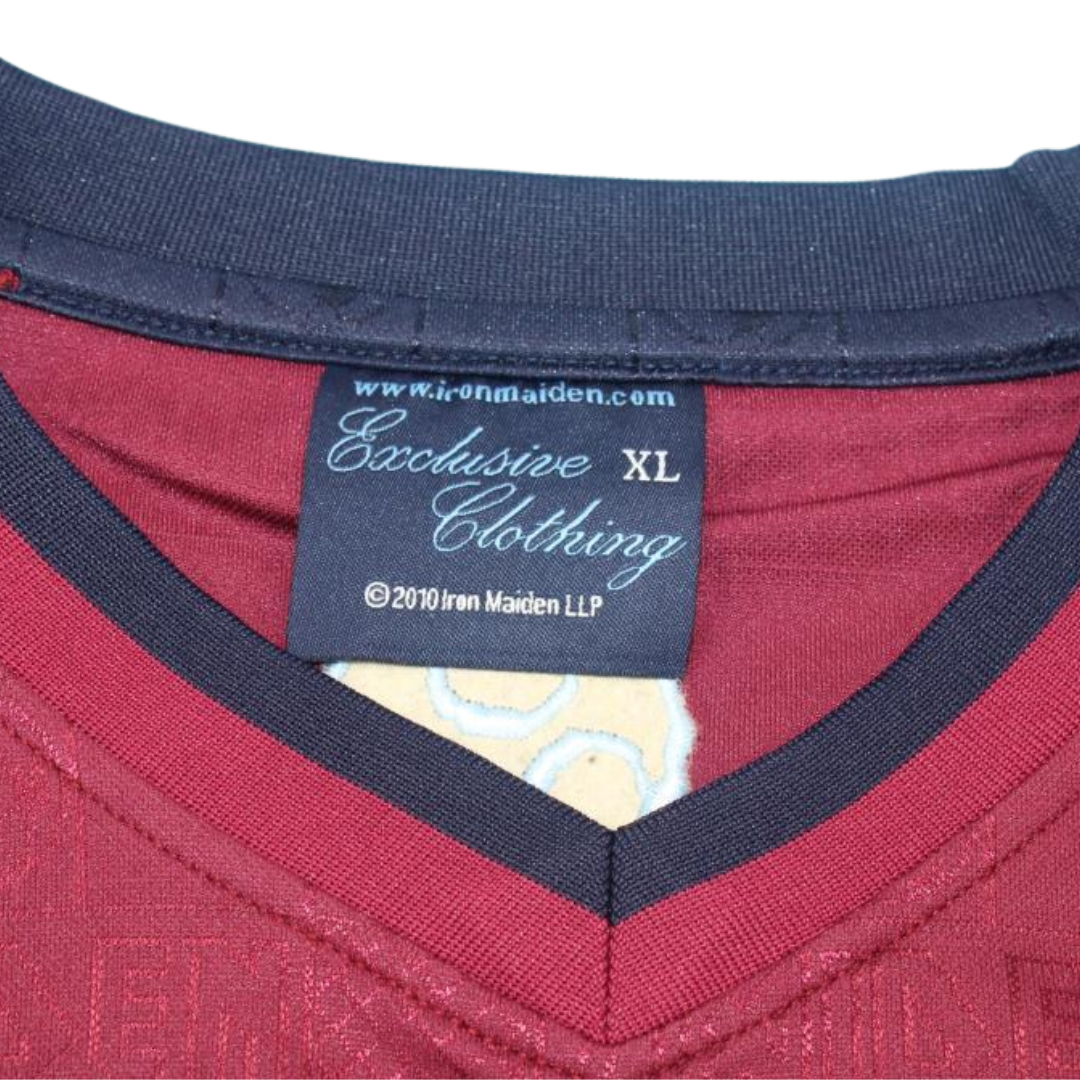 www.ironmaiden.com
Exclusive XL
Clothing
© 2010 Iron Maiden LLP